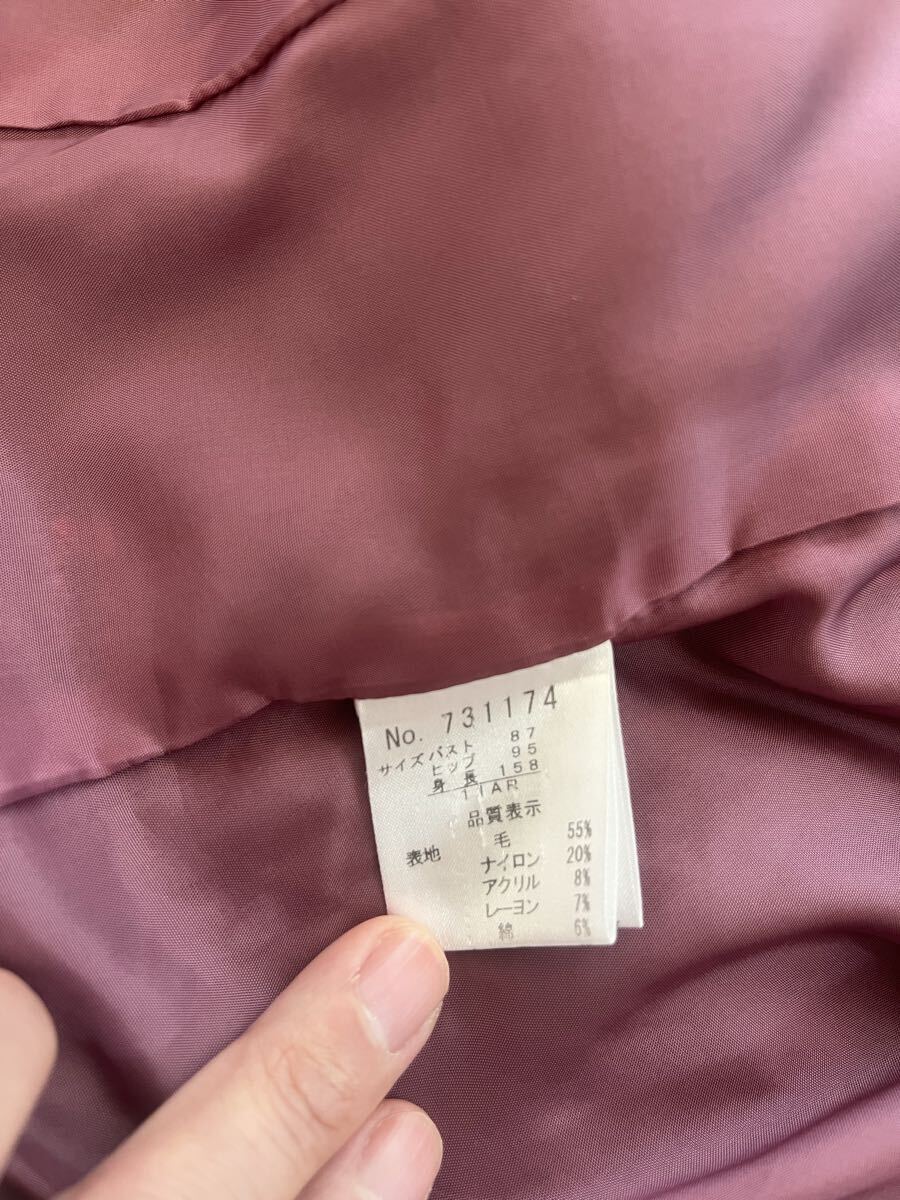 No. 731174
サイズバスト 87
ヒップ 95
身長 158
11AR
品質表示
表地 毛 55%
ナイロン 20%
アクリル 8%
レーヨン 7%
綿 6%